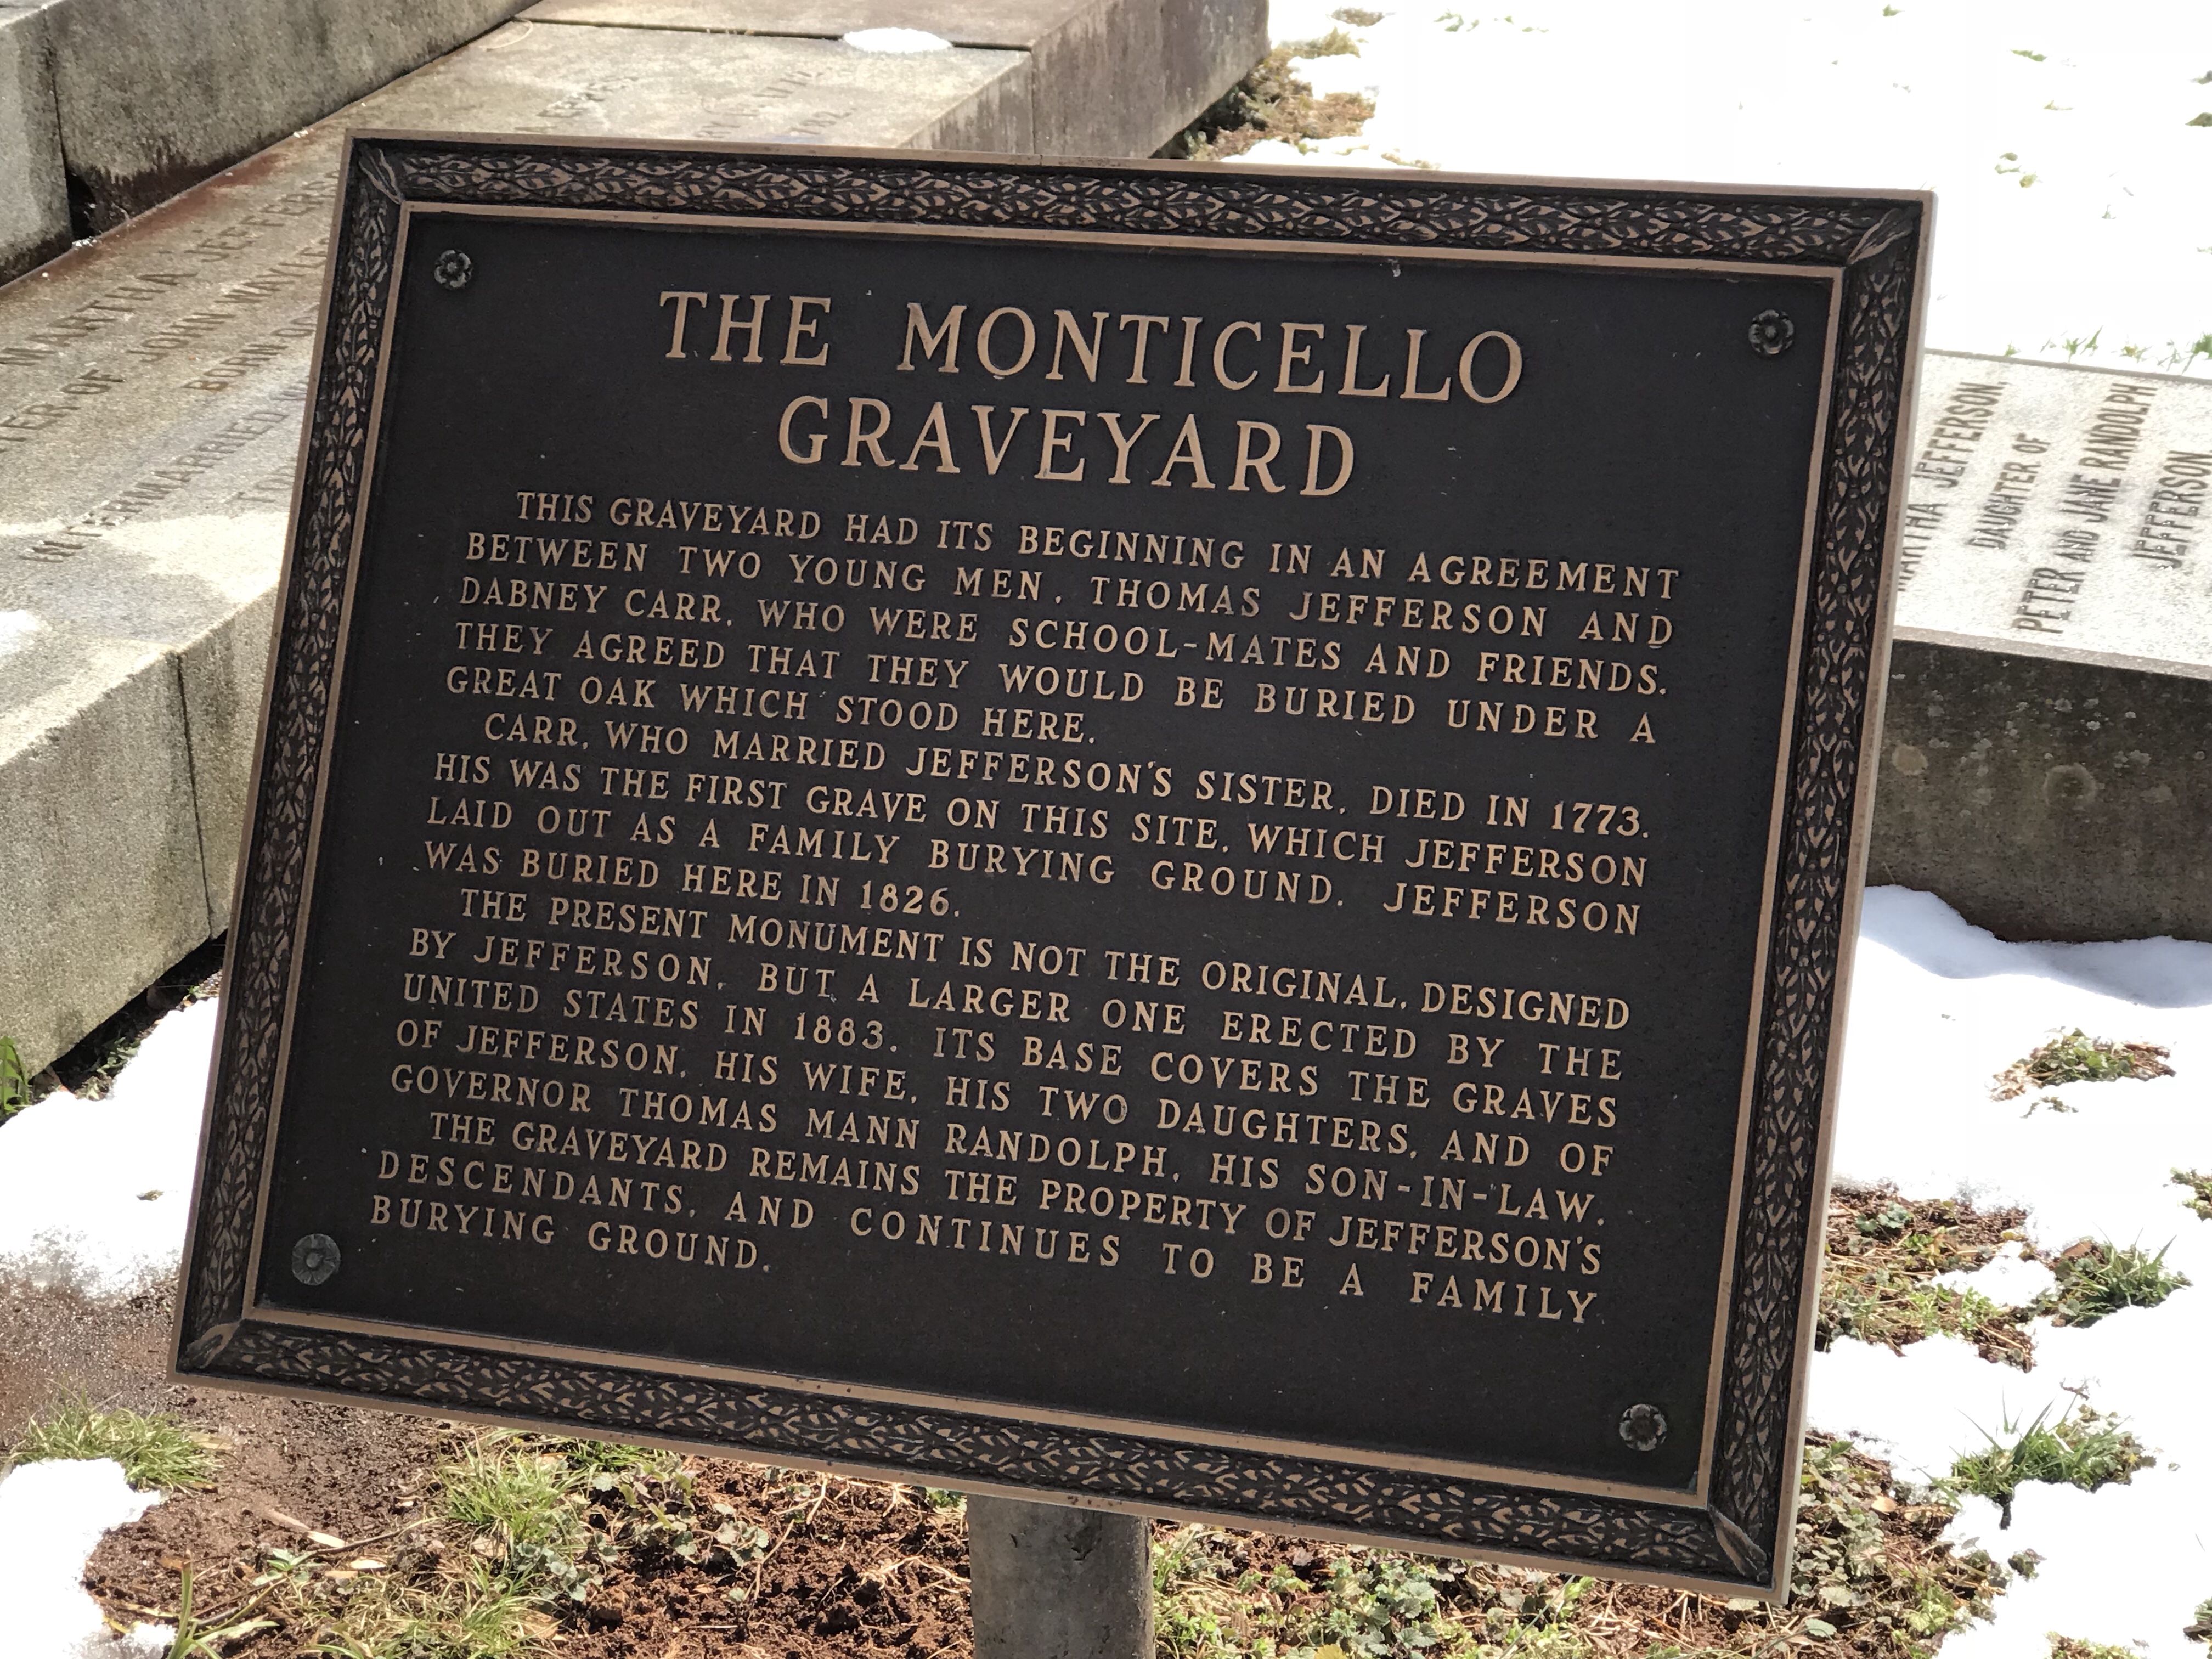 THE MONTICELLO
GRAVEYARD
THIS GRAVEYARD HAD ITS BEGINNING IN AN AGREEMENT
BETWEEN TWO YOUNG MEN, THOMAS JEFFERSON AND
DABNEY CARR, WHO WERE SCHOOL-MATES AND FRIENDS.
THEY AGREED THAT THEY WOULD BE BURIED UNDER A
GREAT OAK WHICH STOOD HERE.
CARR, WHO MARRIED JEFFERSON'S SISTER, DIED IN 1773.
HIS WAS THE FIRST GRAVE ON THIS SITE, WHICH JEFFERSON
LAID OUT AS A FAMILY BURYING GROUND. JEFFERSON
WAS BURIED HERE IN 1826.
THE PRESENT MONUMENT IS NOT THE ORIGINAL, DESIGNED
BY JEFFERSON, BUT A LARGER ONE ERECTED BY THE
UNITED STATES IN 1883. ITS BASE COVERS THE GRAVES
OF JEFFERSON, HIS WIFE, HIS TWO DAUGHTERS, AND OF
GOVERNOR THOMAS MANN RANDOLPH, HIS SON-IN-LAW.
THE GRAVEYARD REMAINS THE PROPERTY OF JEFFERSON'S
DESCENDANTS, AND CONTINUES TO BE A FAMILY
BURYING GROUND.
MARTHA JEFFERS
OF JOHN WAYLE
BORN
JEFFERSON,
DAUGHTER OF
PETER AND JANE RANDOLPH
JEFFERSON